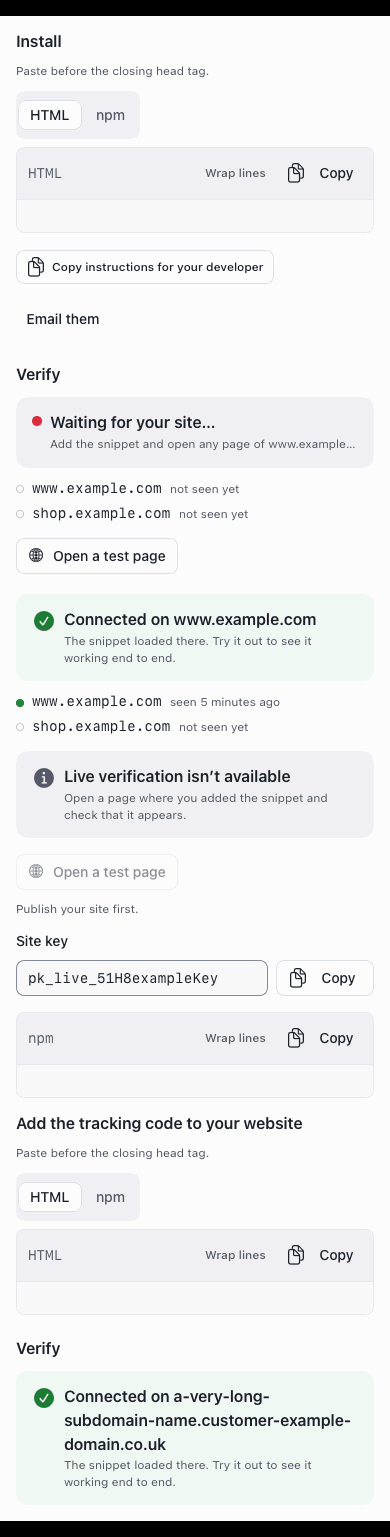 Install
Paste before the closing head tag.
HTML npm
HTML Wrap lines Copy
Copy instructions for your developer
Email them
Verify
Waiting for your site...
Add the snippet and open any page of www.example...
www.example.com not seen yet
shop.example.com not seen yet
Open a test page
Connected on www.example.com
The snippet loaded there. Try it out to see it
working end to end.
www.example.com seen 5 minutes ago
shop.example.com not seen yet
Live verification isn’t available
Open a page where you added the snippet and
check that it appears.
Open a test page
Publish your site first.
Site key
pk_live_51H8exampleKey Copy
npm Wrap lines Copy
Add the tracking code to your website
Paste before the closing head tag.
HTML npm
HTML Wrap lines Copy
Verify
Connected on a-very-long-
subdomain-name.customer-example-
domain.co.uk
The snippet loaded there. Try it out to see it
working end to end.